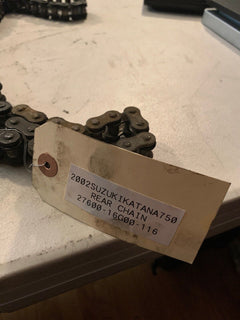 2002SUZUKIKATANA750
REAR CHAIN
27600-16G00-116